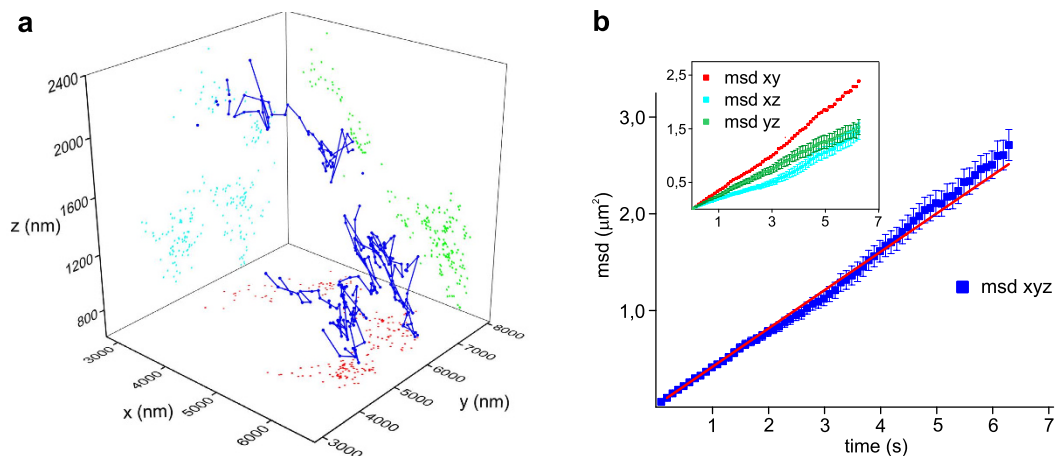 a
2400
2000
1600
1200
800
z (nm)
3000
4000
5000
6000
x (nm)
3000
4000
5000
6000
7000
8000
y (nm)
b
2,5
1,5
0,5
1
3
5
7
msd xy
msd xz
msd yz
3,0
2,0
1,0
msd (μm²)
msd xyz
1
2
3
4
5
6
7
time (s)